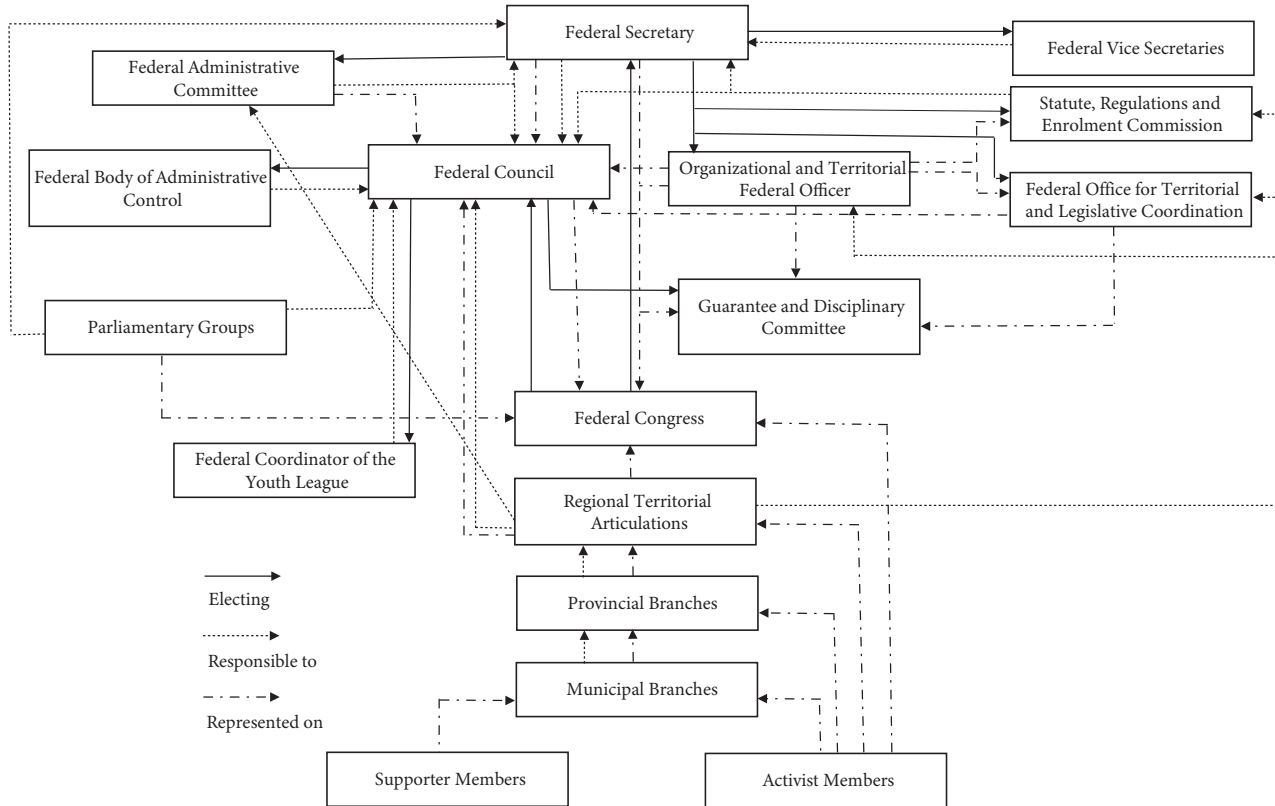 Federal Secretary
Federal Vice Secretaries
Federal Administrative
Committee
Statute, Regulations and
Enrolment Commission
Federal Council
Organizational and Territorial
Federal Officer
Federal Body of Administrative
Control
Federal Office for Territorial
and Legislative Coordination
Guarantee and Disciplinary
Committee
Parliamentary Groups
Federal Congress
Federal Coordinator of the
Youth League
Regional Territorial
Articulations
Electing
Provincial Branches
Responsible to
Municipal Branches
Represented on
Supporter Members
Activist Members